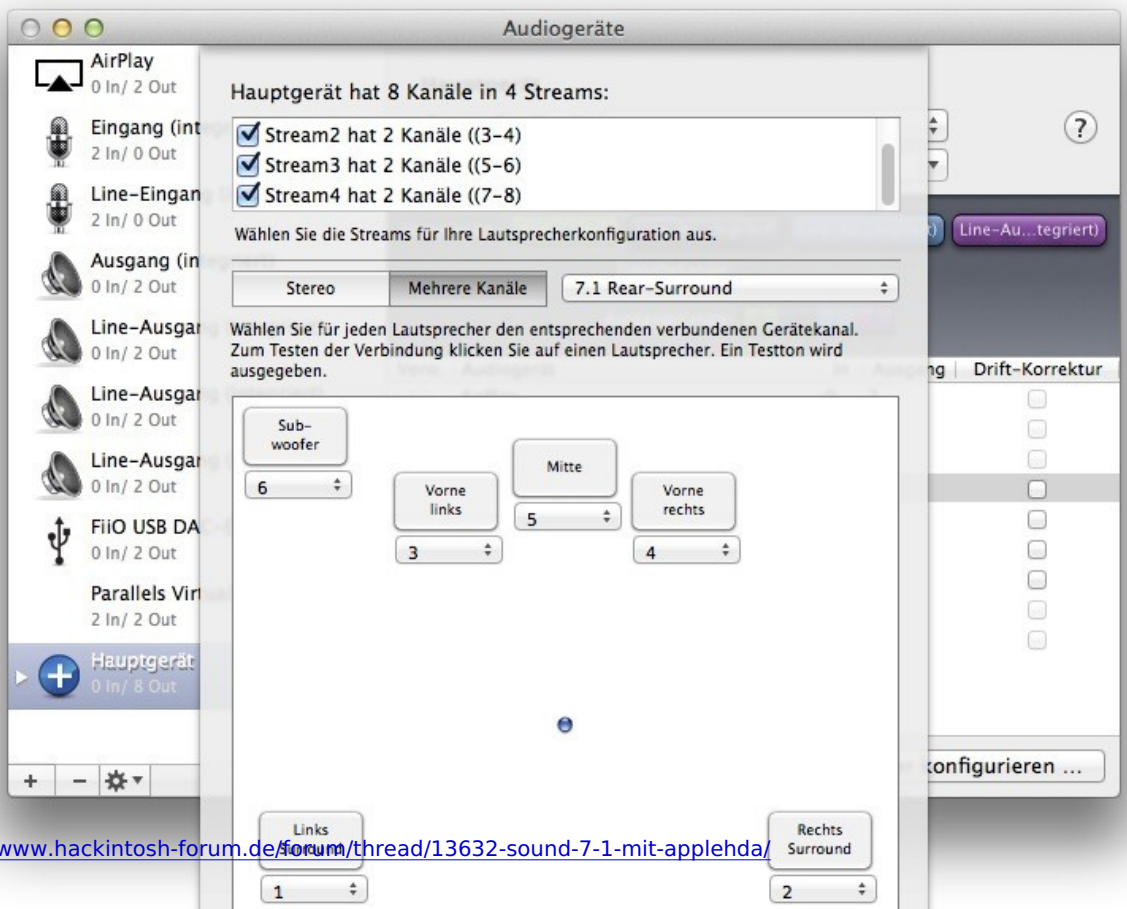 Audiogeräte
AirPlay
0 In/ 2 Out
Eingang (int
2 In/ 0 Out
Line-Eingan
2 In/ 0 Out
Ausgang (in
0 In/ 2 Out
Line-Ausgar
0 In/ 2 Out
Line-Ausgar
0 In/ 2 Out
Line-Ausgar
0 In/ 2 Out
FiiO USB DA
0 In/ 2 Out
Parallels Virt
2 In/ 2 Out
Hauptgerät
0 In/ 8 Out
+ −
Hauptgerät hat 8 Kanäle in 4 Streams:
Stream2 hat 2 Kanäle ((3-4)
Stream3 hat 2 Kanäle ((5-6)
Stream4 hat 2 Kanäle ((7-8)
Wählen Sie die Streams für Ihre Lautsprecherkonfiguration aus.
Stereo Mehrere Kanäle 7.1 Rear-Surround
Wählen Sie für jeden Lautsprecher den entsprechenden verbundenen Gerätekanal.
Zum Testen der Verbindung klicken Sie auf einen Lautsprecher. Ein Testton wird
ausgegeben.
Sub-
woofer
6
Vorne
links
3
Mitte
5
Vorne
rechts
4
Links
Surround
1
Rechts
Surround
2
?
Line-Au...tegriert)
ng Drift-Korrektur
konfigurieren ...
www.hackintosh-forum.de/forum/thread/13632-sound-7-1-mit-applehda/